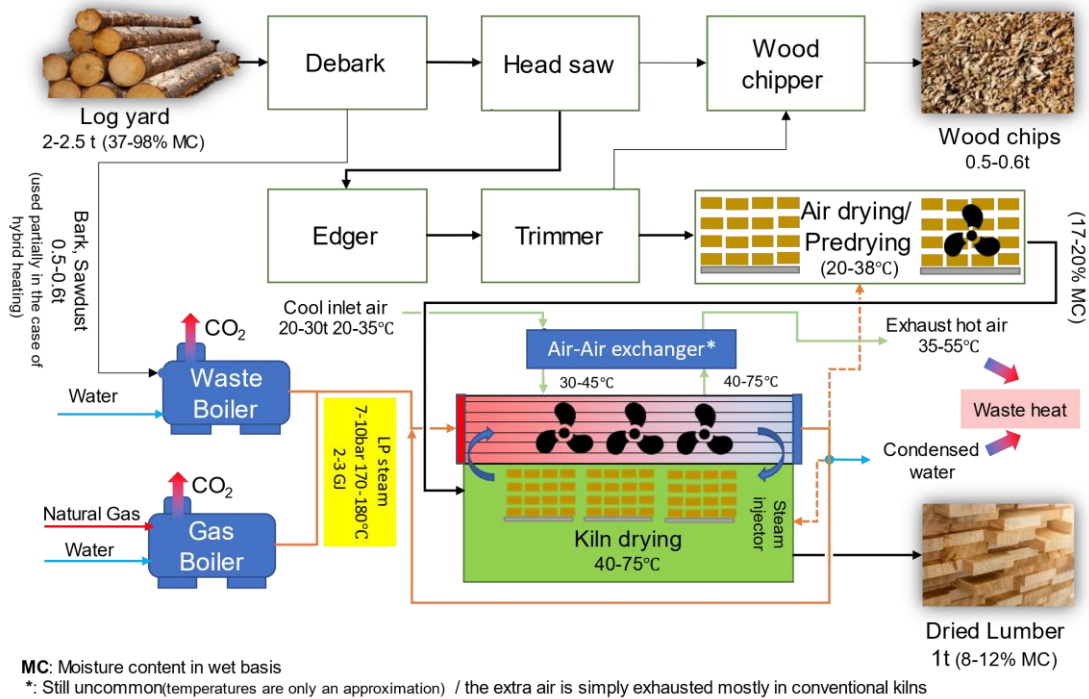 Debark
Head saw
Wood
chipper
Log yard
2-2.5 t (37-98% MC)
Wood chips
0.5-0.6t
Bark, Sawdust
0.5-0.6t
(used partially in the case of
hybrid heating)
Edger
Trimmer
Air drying/
Predrying
(20-38℃)
(17-20% MC)
Cool inlet air
20-30t 20-35℃
Air-Air exchanger*
Exhaust hot air
35-55℃
30-45℃
40-75℃
CO2
Waste
Boiler
Water
LP steam
7-10bar 170-180℃
2-3 GJ
Waste heat
Condensed
water
CO2
Natural Gas
Water
Gas
Boiler
Steam
injector
Kiln drying
40-75℃
Dried Lumber
1t (8-12% MC)
MC: Moisture content in wet basis
*: Still uncommon(temperatures are only an approximation) / the extra air is simply exhausted mostly in conventional kilns